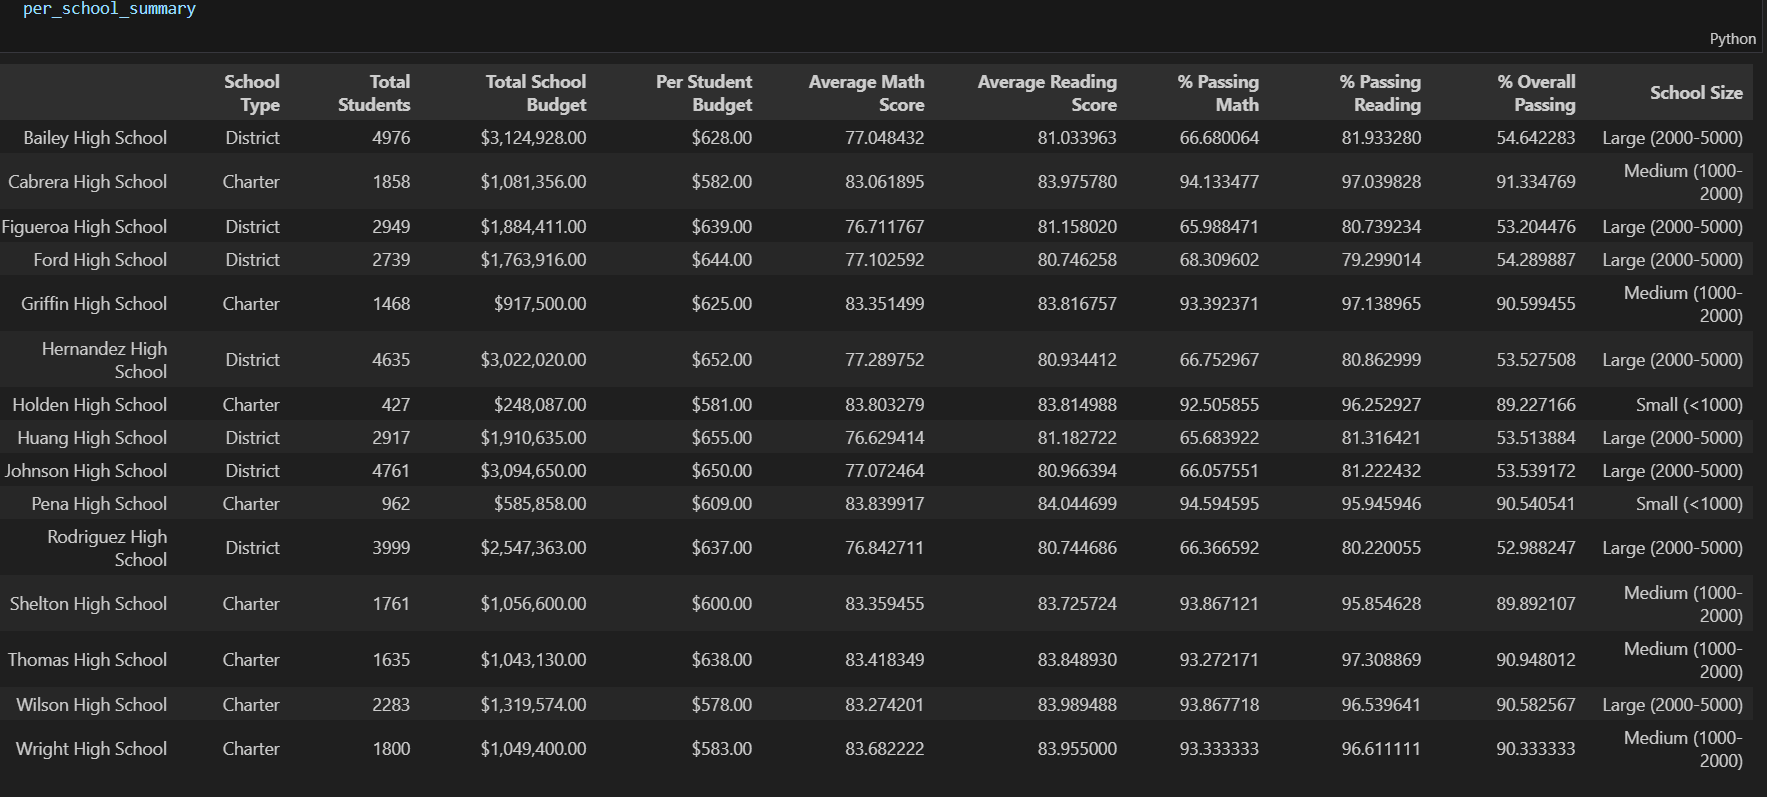 per_school_summary
Python
School Type Total Students Total School Budget Per Student Budget Average Math Score Average Reading Score % Passing Math % Passing Reading % Overall Passing School Size
Bailey High School District 4976 $3,124,928.00 $628.00 77.048432 81.033963 66.680064 81.933280 54.642283 Large (2000-5000)
Cabrera High School Charter 1858 $1,081,356.00 $582.00 83.061895 83.975780 94.133477 97.039828 91.334769 Medium (1000-2000)
Figueroa High School District 2949 $1,884,411.00 $639.00 76.711767 81.158020 65.988471 80.739234 53.204476 Large (2000-5000)
Ford High School District 2739 $1,763,916.00 $644.00 77.102592 80.746258 68.309602 79.299014 54.289887 Large (2000-5000)
Griffin High School Charter 1468 $917,500.00 $625.00 83.351499 83.816757 93.392371 97.138965 90.599455 Medium (1000-2000)
Hernandez High School District 4635 $3,022,020.00 $652.00 77.289752 80.934412 66.752967 80.862999 53.527508 Large (2000-5000)
Holden High School Charter 427 $248,087.00 $581.00 83.803279 83.814988 92.505855 96.252927 89.227166 Small (<1000)
Huang High School District 2917 $1,910,635.00 $655.00 76.629414 81.182722 65.683922 81.316421 53.513884 Large (2000-5000)
Johnson High School District 4761 $3,094,650.00 $650.00 77.072464 80.966394 66.057551 81.222432 53.539172 Large (2000-5000)
Pena High School Charter 962 $585,858.00 $609.00 83.839917 84.044699 94.594595 95.945946 90.540541 Small (<1000)
Rodriguez High School District 3999 $2,547,363.00 $637.00 76.842711 80.744686 66.366592 80.220055 52.988247 Large (2000-5000)
Shelton High School Charter 1761 $1,056,600.00 $600.00 83.359455 83.725724 93.867121 95.854628 89.892107 Medium (1000-2000)
Thomas High School Charter 1635 $1,043,130.00 $638.00 83.418349 83.848930 93.272171 97.308869 90.948012 Medium (1000-2000)
Wilson High School Charter 2283 $1,319,574.00 $578.00 83.274201 83.989488 93.867718 96.539641 90.582567 Large (2000-5000)
Wright High School Charter 1800 $1,049,400.00 $583.00 83.682222 83.955000 93.333333 96.611111 90.333333 Medium (1000-2000)